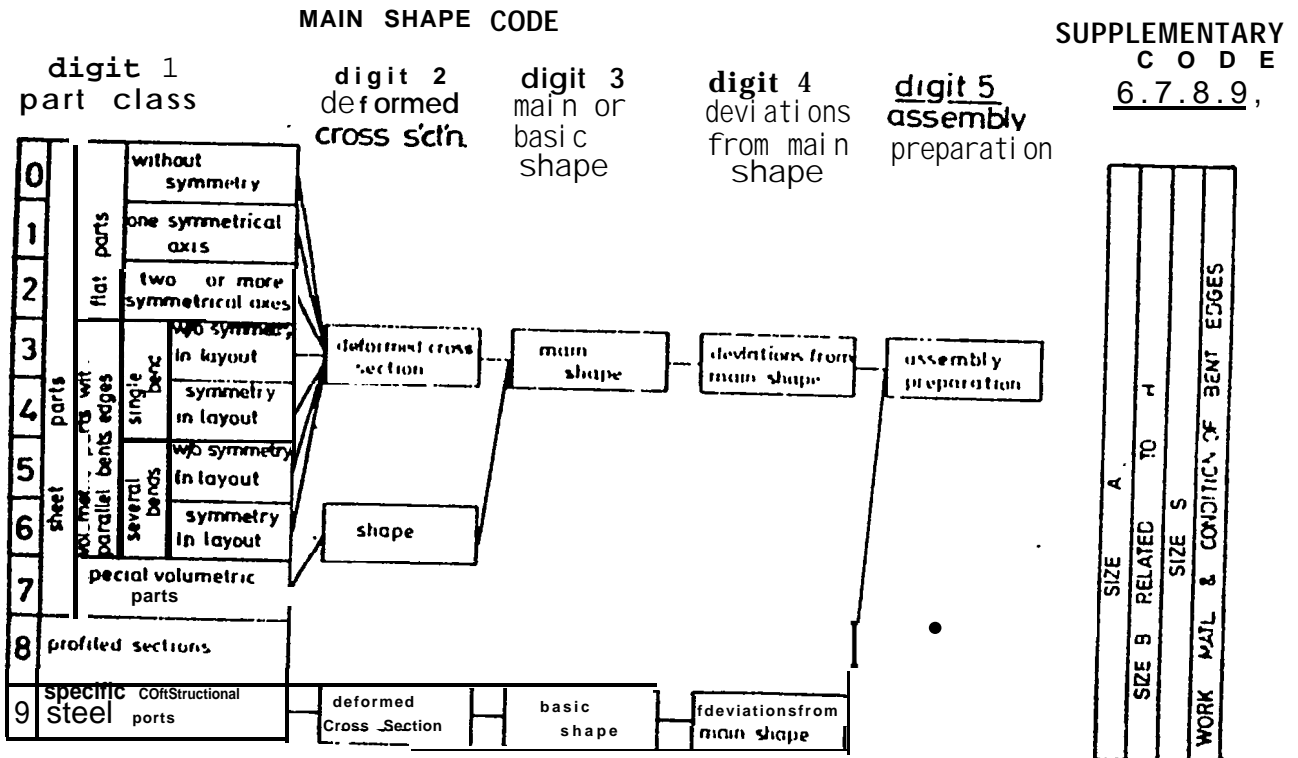 MAIN SHAPE CODE
SUPPLEMENTARY
CODE
6.7.8.9,
digit 1
part class
digit 2
deformed
cross s'ct'n.
digit 3
main or
basic
shape
digit 4
deviations
from main
shape
digit 5
assembly
preparation
0
without
symmetry
1
one symmetrical
axis
2
two or more
symmetrical axes
3
w/o symmetry
in layout
4
symmetry
in layout
5
w/o symmetry
in layout
6
symmetry
in layout
7
pecial volumetric
parts
8
profiled sections
9
specific COftStructional
steel ports
sheet parts
flat parts
parallel bents edges
single
bend
several
bends
deformed cross
section
main
shape
deviations from
main shape
assembly
preparation
shape
deformed
Cross Section
basic
shape
fdeviationsfrom
main shape
SIZE A
SIZE B RELATED TO
SIZE S
WORK MATL & CONDITION OF BENT EDGES